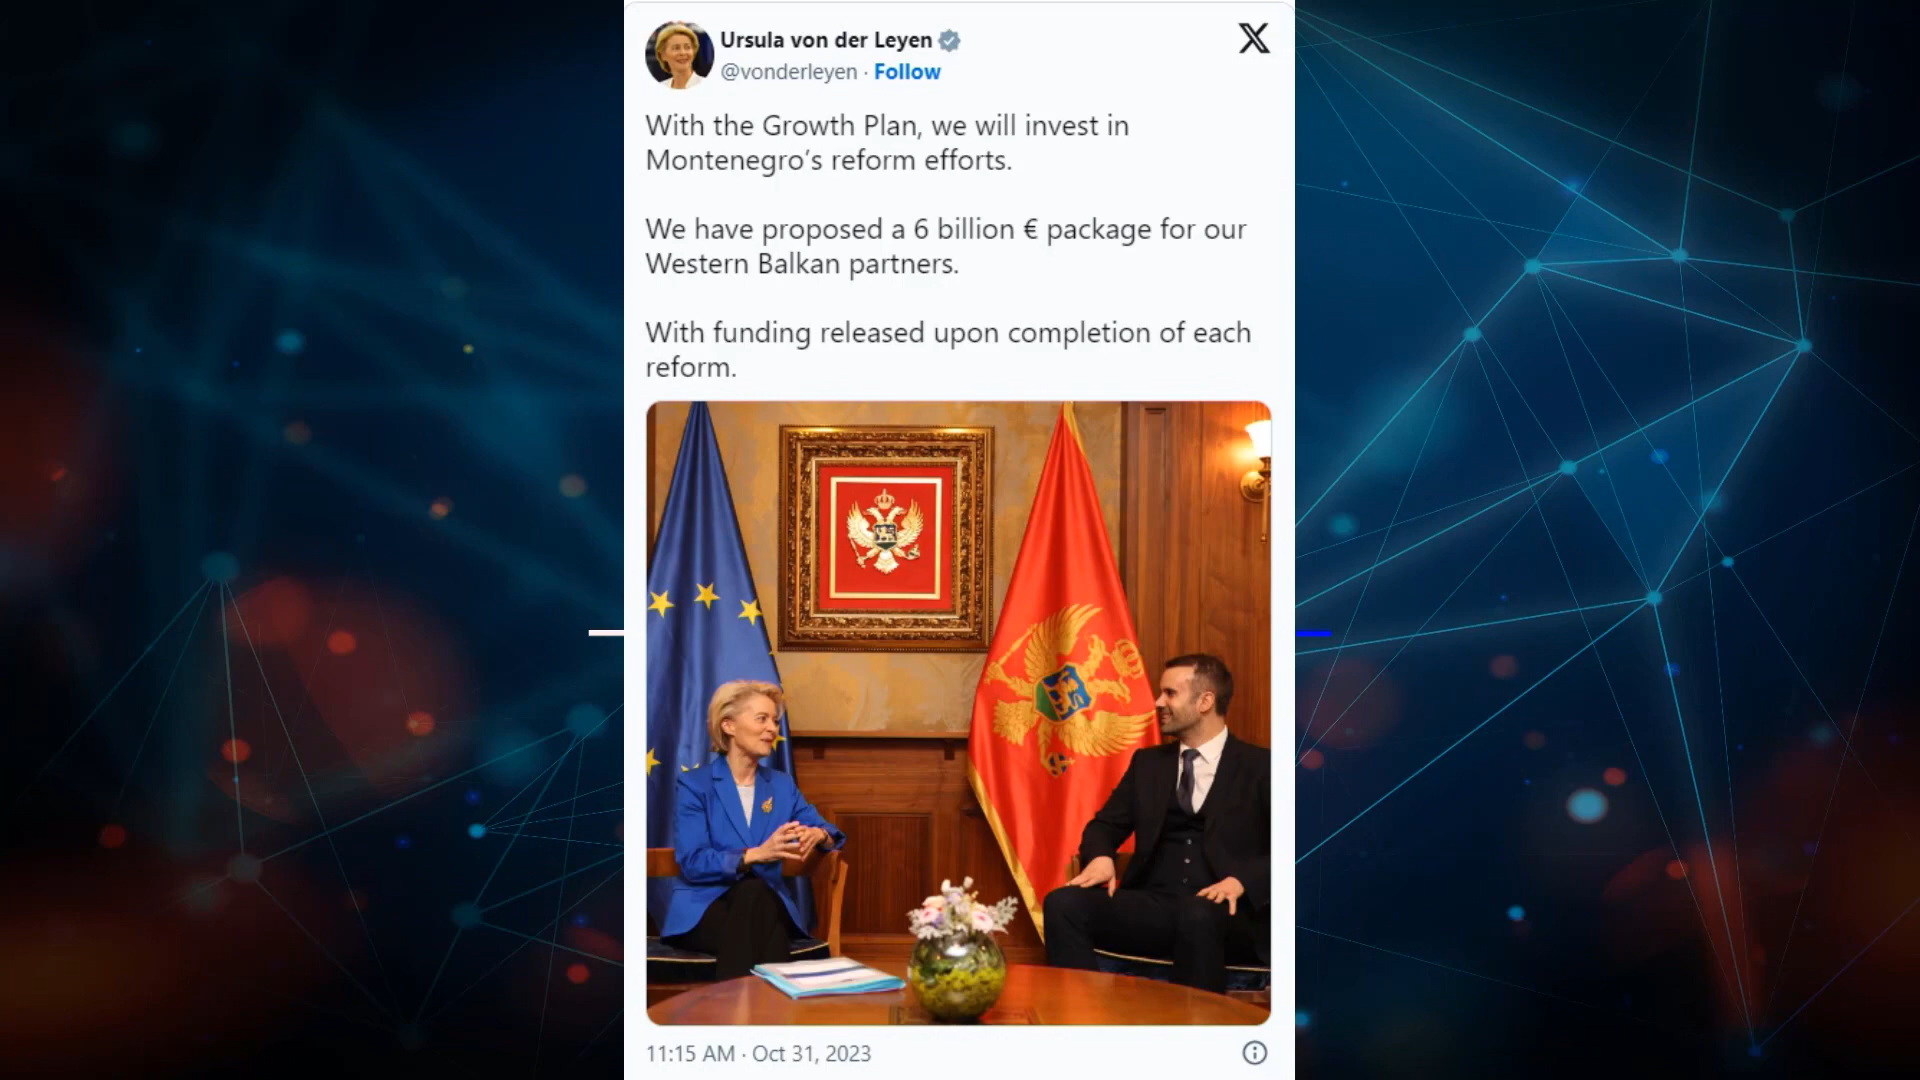 Ursula von der Leyen
@vonderleyen · Follow
With the Growth Plan, we will invest in
Montenegro’s reform efforts.
We have proposed a 6 billion € package for our
Western Balkan partners.
With funding released upon completion of each
reform.
11:15 AM · Oct 31, 2023